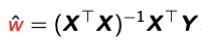 ŵ = (X⊤X)⁻¹X⊤Y